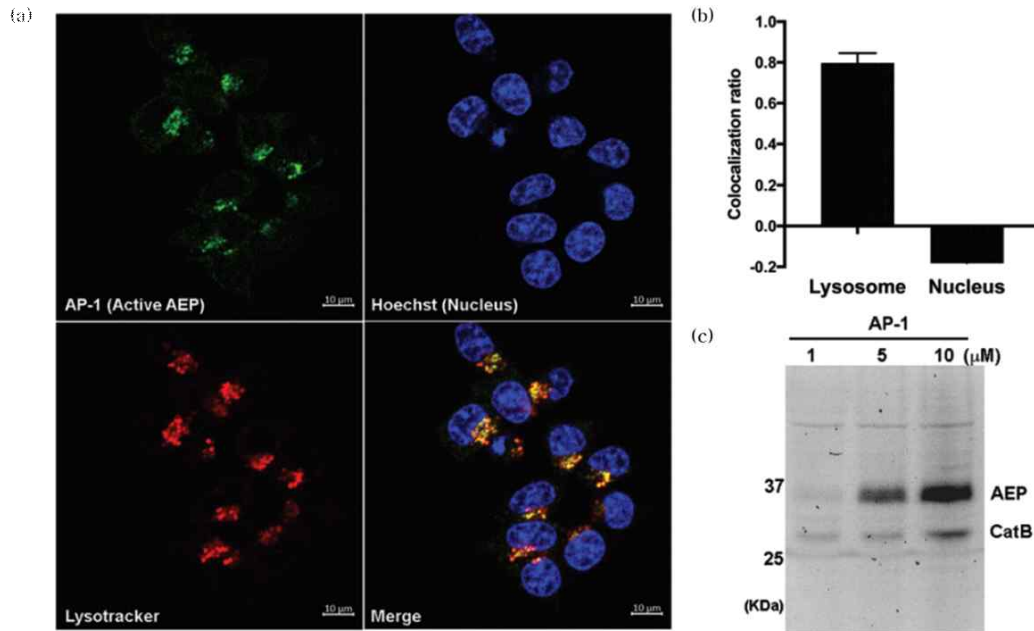 (a)
AP-1 (Active AEP)
10 μm
Hoechst (Nucleus)
10 μm
Lysotracker
10 μm
Merge
10 μm
(b)
Colocalization ratio
1.0
0.8
0.6
0.4
0.2
0.0
-0.2
Lysosome
Nucleus
(c)
AP-1
1 5 10 (μM)
37
25
(KDa)
AEP
CatB